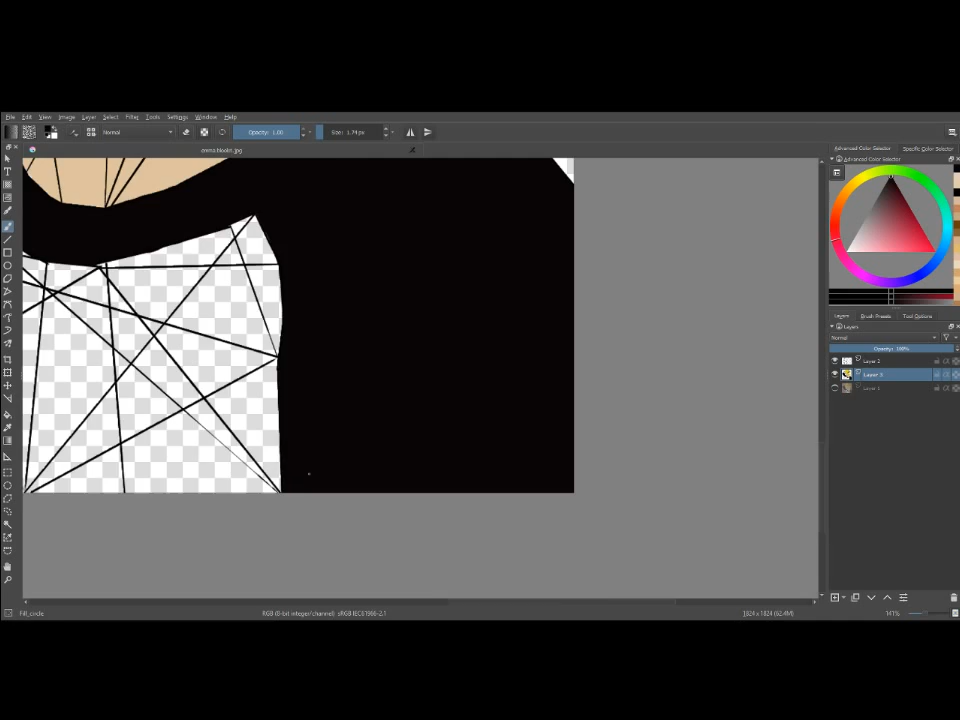 File Edit View Image Layer Select Filter Tools Settings Window Help
Normal Opacity: 1.00 Size: 1.74 px
Advanced Color Selector Specific Color Selector
Advanced Color Selector
Layers Brush Presets Tool Options
Layers
Normal
Opacity: 100%
Layer 2
Layer 3
Layer 1
Fill_circle RGB (8-bit integer/channel) sRGB IEC61966-2.1 1824 x 1824 (62.4M) 141%